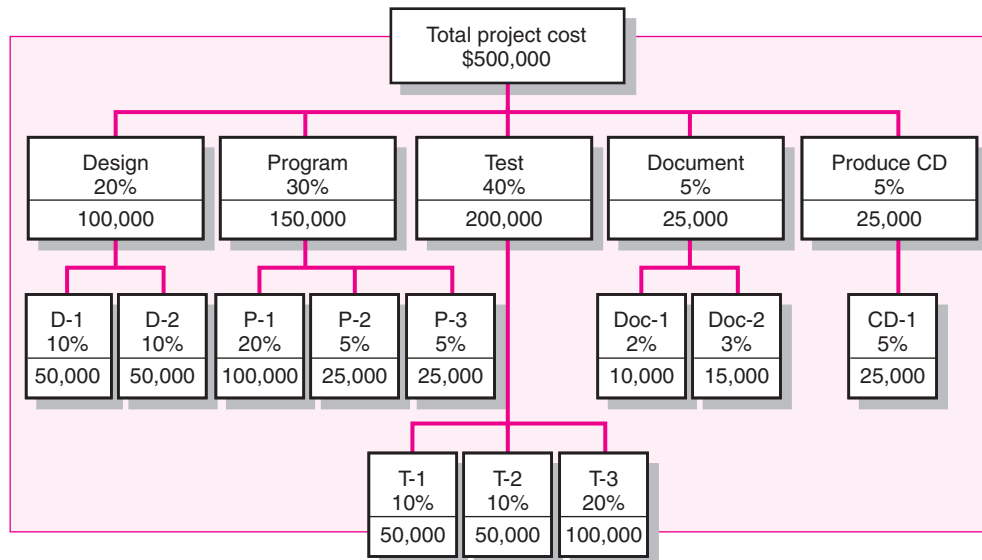 Total project cost
$500,000
Design
20%
100,000
Program
30%
150,000
Test
40%
200,000
Document
5%
25,000
Produce CD
5%
25,000
D-1
10%
50,000
D-2
10%
50,000
P-1
20%
100,000
P-2
5%
25,000
P-3
5%
25,000
Doc-1
2%
10,000
Doc-2
3%
15,000
CD-1
5%
25,000
T-1
10%
50,000
T-2
10%
50,000
T-3
20%
100,000